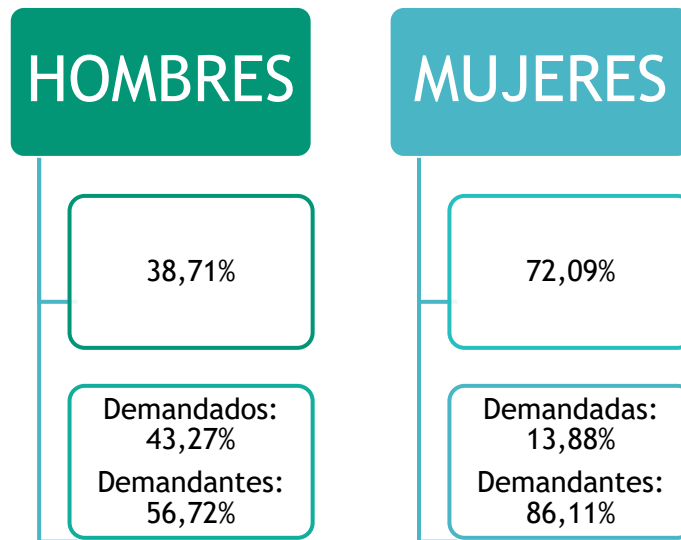 HOMBRES
38,71%
Demandados:
43,27%
Demandantes:
56,72%
MUJERES
72,09%
Demandadas:
13,88%
Demandantes:
86,11%